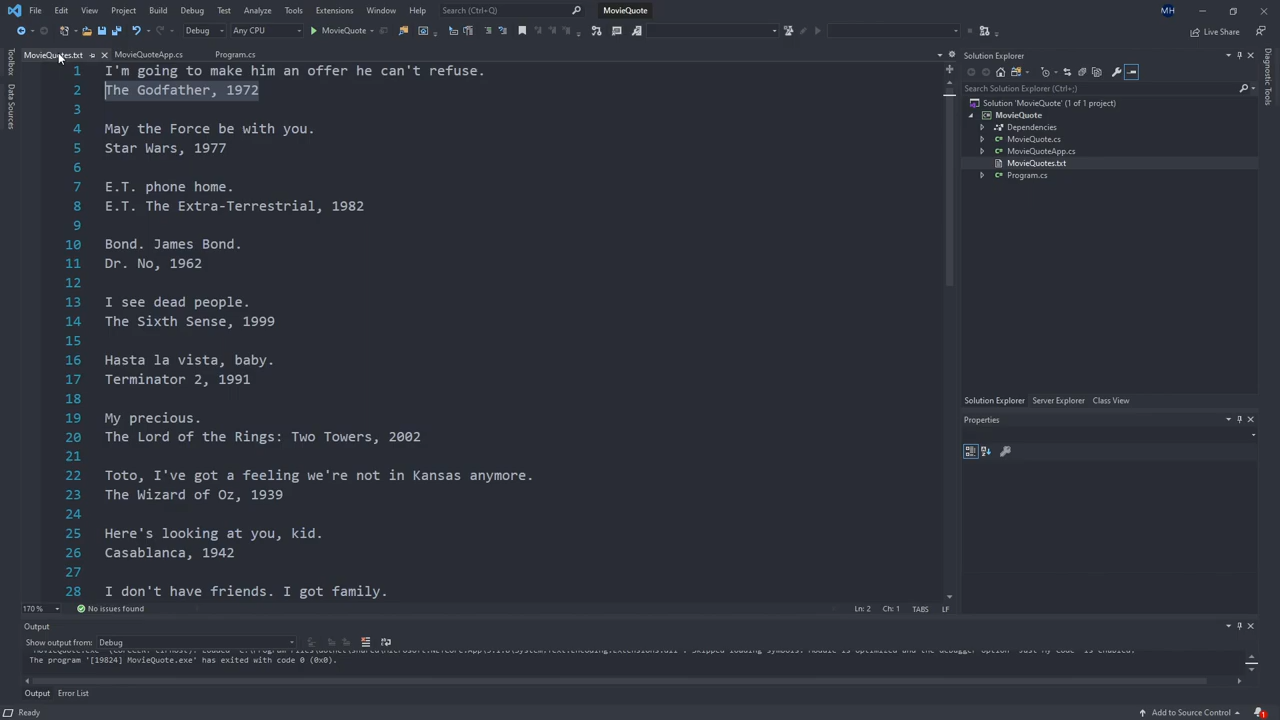 File Edit View Project Build Debug Test Analyze Tools Extensions Window Help Search (Ctrl+Q) MovieQuote MH
Debug Any CPU MovieQuote Live Share
MovieQuotes.txt MovieQuoteApp.cs Program.cs
Toolbox
Data Sources
1 I'm going to make him an offer he can't refuse.
2 The Godfather, 1972
3
4 May the Force be with you.
5 Star Wars, 1977
6
7 E.T. phone home.
8 E.T. The Extra-Terrestrial, 1982
9
10 Bond. James Bond.
11 Dr. No, 1962
12
13 I see dead people.
14 The Sixth Sense, 1999
15
16 Hasta la vista, baby.
17 Terminator 2, 1991
18
19 My precious.
20 The Lord of the Rings: Two Towers, 2002
21
22 Toto, I've got a feeling we're not in Kansas anymore.
23 The Wizard of Oz, 1939
24
25 Here's looking at you, kid.
26 Casablanca, 1942
27
28 I don't have friends. I got family.
170 % No issues found Ln: 2 Ch: 1 TABS LF
Solution Explorer
Search Solution Explorer (Ctrl+;)
Solution 'MovieQuote' (1 of 1 project)
MovieQuote
Dependencies
MovieQuote.cs
MovieQuoteApp.cs
MovieQuotes.txt
Program.cs
Solution Explorer Server Explorer Class View
Properties
Diagnostic Tools
Output
Show output from: Debug
The program '[19824] MovieQuote.exe' has exited with code 0 (0x0).
Output Error List
Ready Add to Source Control 1